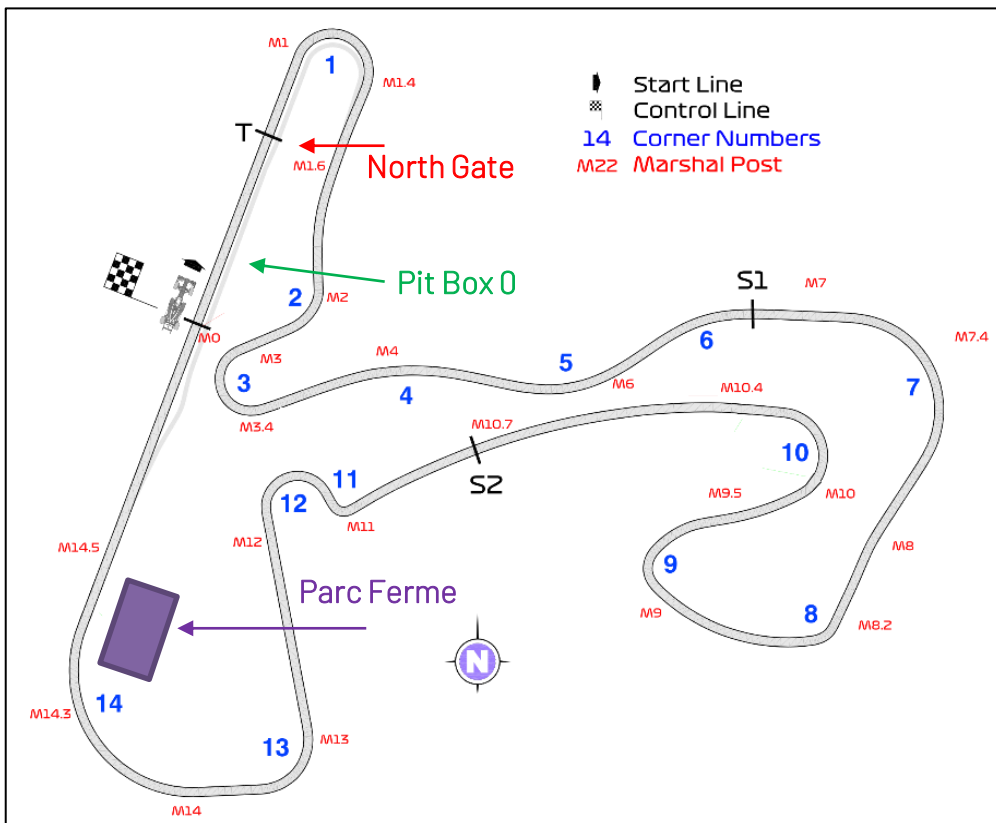 M1
1
M1.4
T
M1.6
North Gate
Start Line
Control Line
14 Corner Numbers
M22 Marshal Post
Pit Box 0
2
M2
M0
M3
3
M3.4
M4
4
5
M6
6
S1
M7
M7.4
7
M10.4
M10.7
S2
10
M10
M9.5
9
M9
8
M8.2
M8
11
12
M11
M12
M14.5
Parc Ferme
N
14
M14.3
13
M13
M14